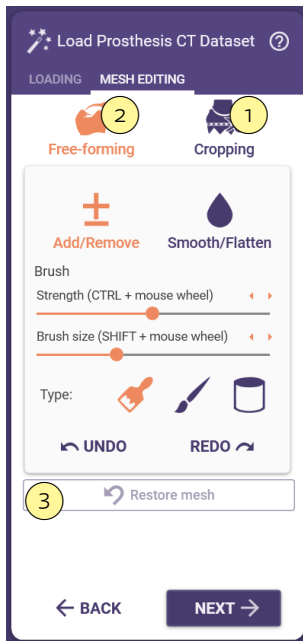 Load Prosthesis CT Dataset ?
LOADING MESH EDITING
2 1
Free-forming Cropping
Add/Remove Smooth/Flatten
Brush
Strength (CTRL + mouse wheel)
Brush size (SHIFT + mouse wheel)
Type:
UNDO REDO
3 Restore mesh
BACK NEXT